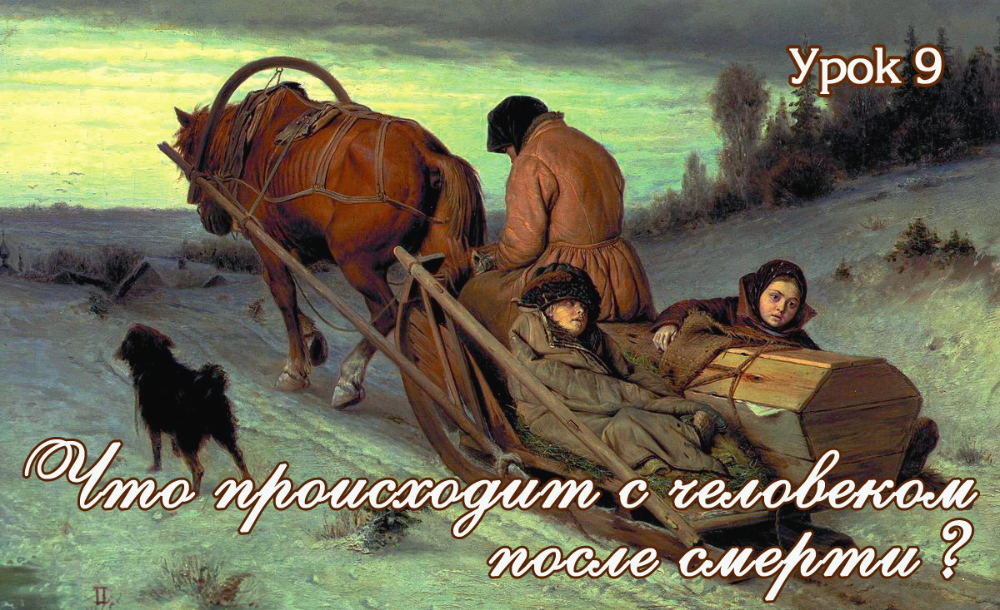 Урок 9
Что происходит с человеком
после смерти ?
П